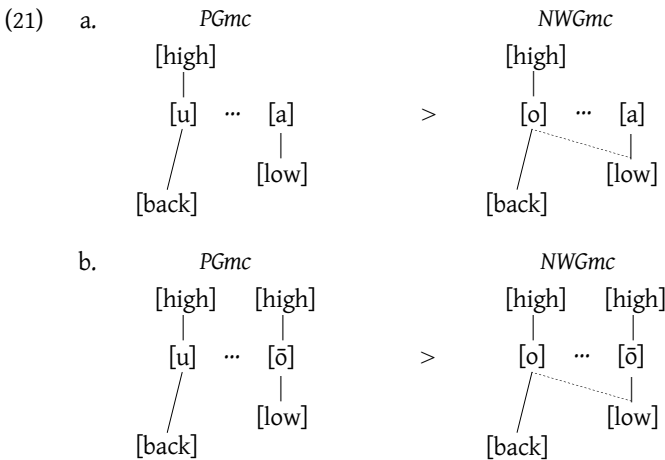 (21) a. PGmc NWGmc
[high] [high]
[u] ... [a] > [o] ... [a]
[low] [low]
[back] [back]
b. PGmc NWGmc
[high] [high] [high] [high]
[u] ... [ō] > [o] ... [ō]
[low] [low]
[back] [back]